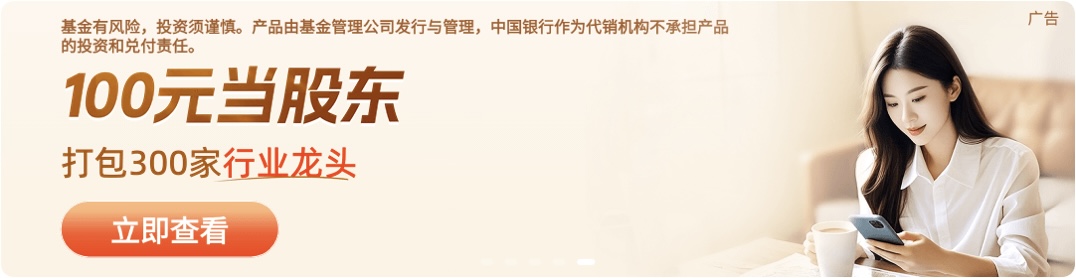 基金有风险，投资须谨慎。产品由基金管理公司发行与管理，中国银行作为代销机构不承担产品
的投资和兑付责任。
广告
100元当股东
打包300家行业龙头
立即查看